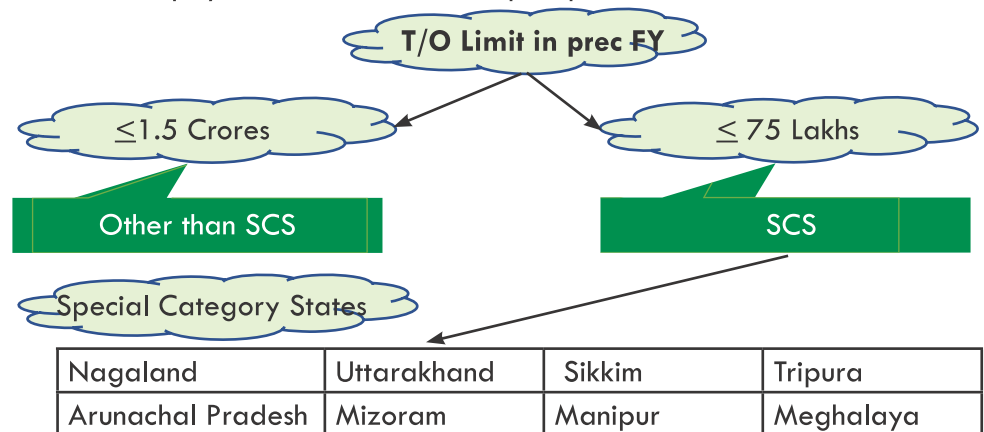 T/O Limit in prec FY
≤1.5 Crores
≤ 75 Lakhs
Other than SCS
SCS
Special Category States
Nagaland Uttarakhand Sikkim Tripura
Arunachal Pradesh Mizoram Manipur Meghalaya